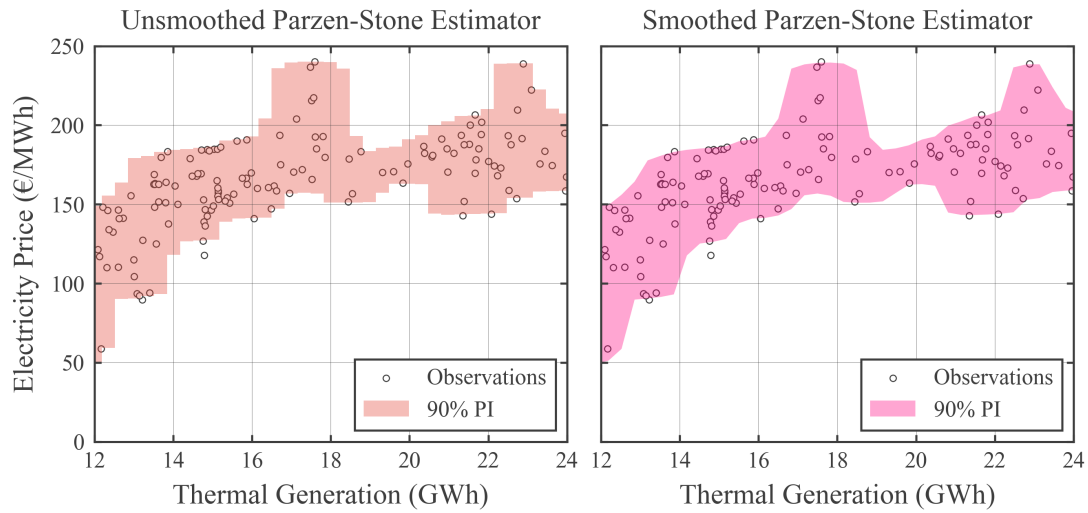 Unsmoothed Parzen-Stone Estimator
Electricity Price (€/MWh)
250
200
150
100
50
0
Observations
90% PI
12 14 16 18 20 22 24
Thermal Generation (GWh)
Smoothed Parzen-Stone Estimator
Observations
90% PI
12 14 16 18 20 22 24
Thermal Generation (GWh)